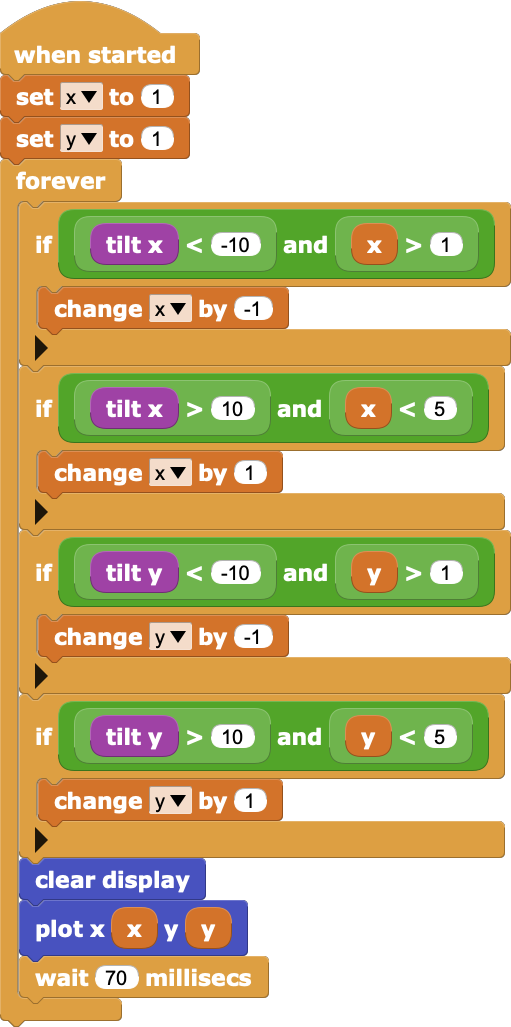 when started
set x to 1
set y to 1
forever
if tilt x < -10 and x > 1
change x by -1
if tilt x > 10 and x < 5
change x by 1
if tilt y < -10 and y > 1
change y by -1
if tilt y > 10 and y < 5
change y by 1
clear display
plot x x y y
wait 70 millisecs